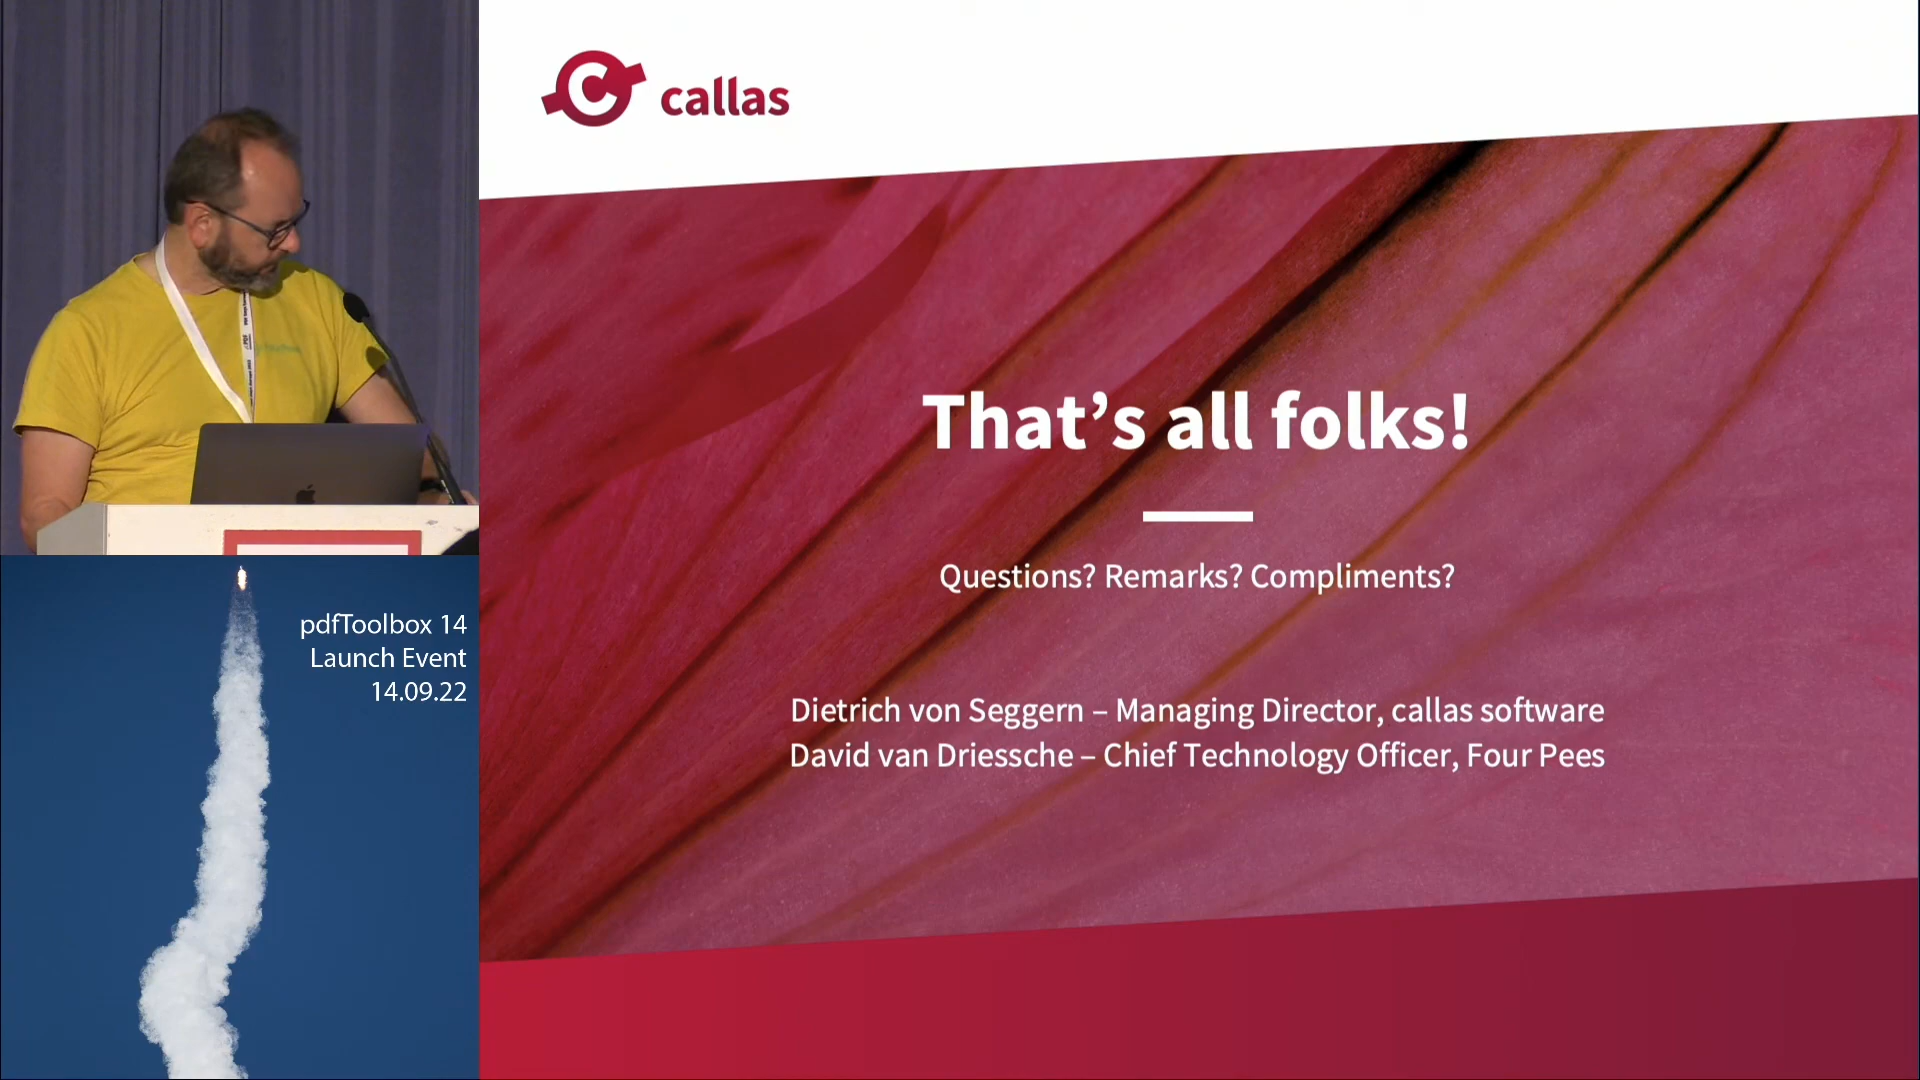 callas
That’s all folks!
Questions? Remarks? Compliments?
Dietrich von Seggern – Managing Director, callas software
David van Driessche – Chief Technology Officer, Four Pees
pdfToolbox 14
Launch Event
14.09.22